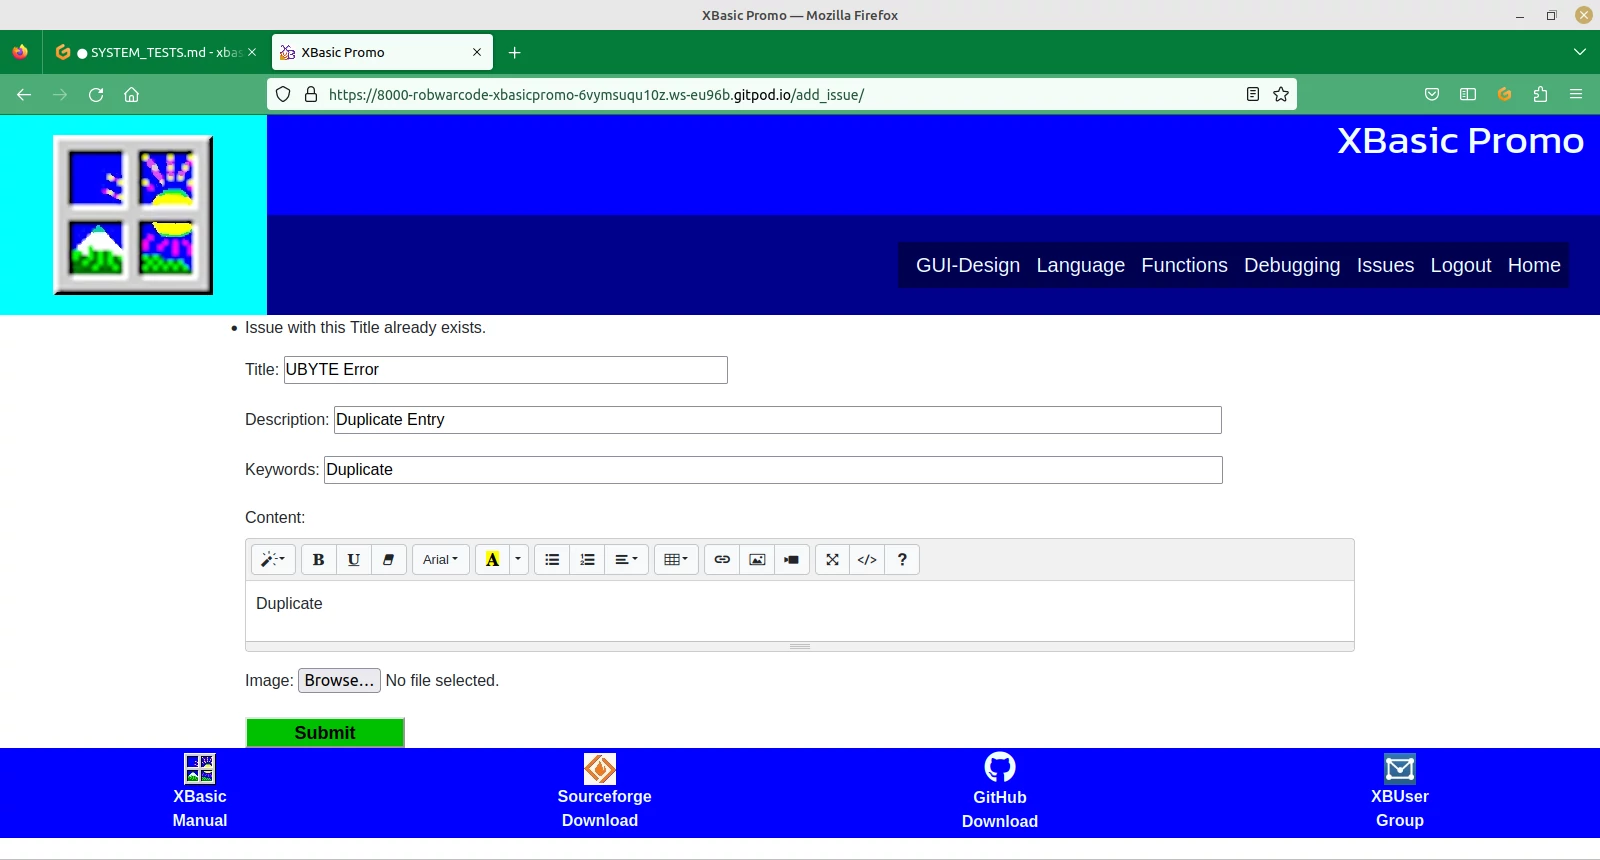 XBasic Promo — Mozilla Firefox
SYSTEM_TESTS.md - xbas
XBasic Promo
https://8000-robwarcode-xbasicpromo-6vymsuqu10z.ws-eu96b.gitpod.io/add_issue/
XBasic Promo
GUI-Design Language Functions Debugging Issues Logout Home
• Issue with this Title already exists.
Title: UBYTE Error
Description: Duplicate Entry
Keywords: Duplicate
Content:
B U Arial A </> ?
Duplicate
Image: Browse... No file selected.
Submit
XBasic
Manual
Sourceforge
Download
GitHub
Download
XBUser
Group